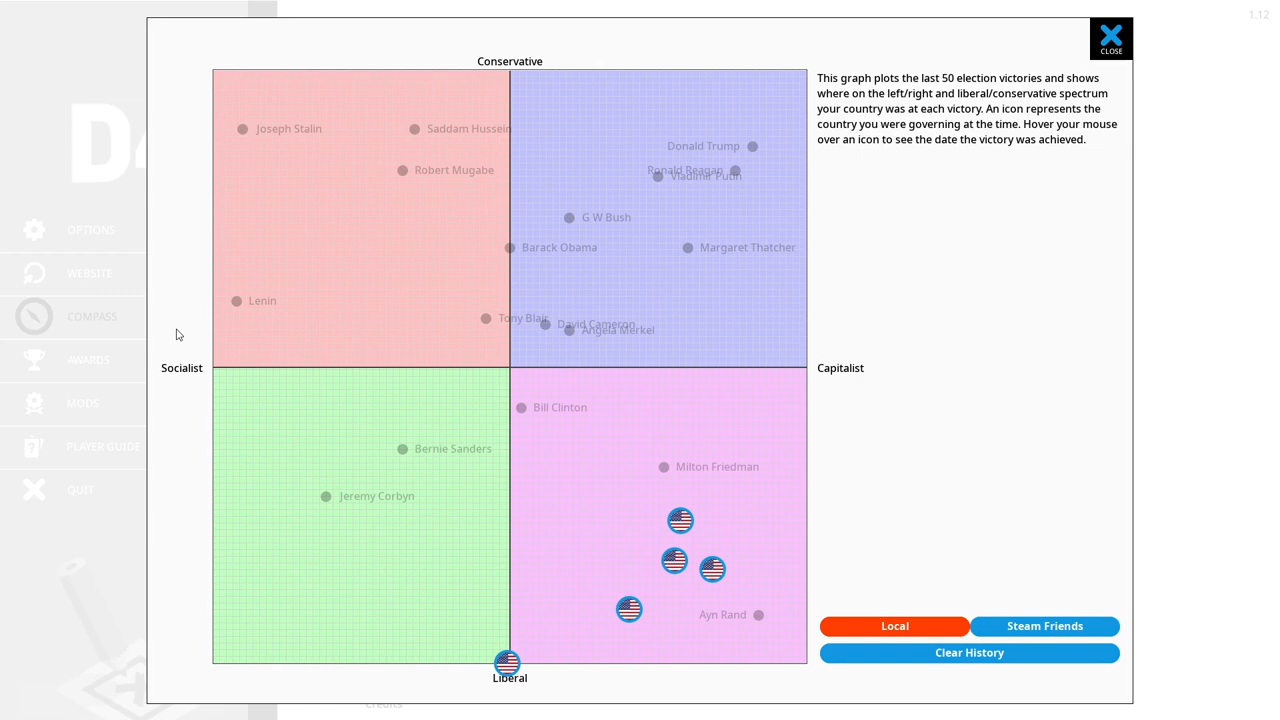 1.12
CLOSE
Conservative
This graph plots the last 50 election victories and shows
where on the left/right and liberal/conservative spectrum
your country was at each victory. An icon represents the
country you were governing at the time. Hover your mouse
over an icon to see the date the victory was achieved.
Joseph Stalin
Saddam Hussein
Donald Trump
Robert Mugabe
Ronald Reagan
Vladimir Putin
G W Bush
Barack Obama
Margaret Thatcher
Lenin
Tony Blair
David Cameron
Angela Merkel
Socialist
Capitalist
Bill Clinton
Bernie Sanders
Milton Friedman
Jeremy Corbyn
Ayn Rand
Liberal
Local
Steam Friends
Clear History
OPTIONS
WEBSITE
COMPASS
AWARDS
MODS
PLAYER GUIDE
QUIT
Credits